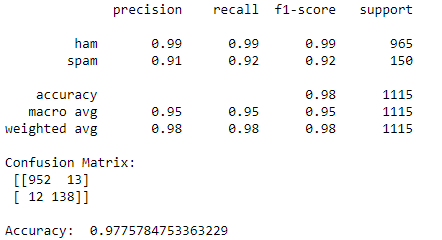 precision recall f1-score support
ham 0.99 0.99 0.99 965
spam 0.91 0.92 0.92 150
accuracy 0.98 1115
macro avg 0.95 0.95 0.95 1115
weighted avg 0.98 0.98 0.98 1115
Confusion Matrix:
[[952 13]
[ 12 138]]
Accuracy: 0.9775784753363229